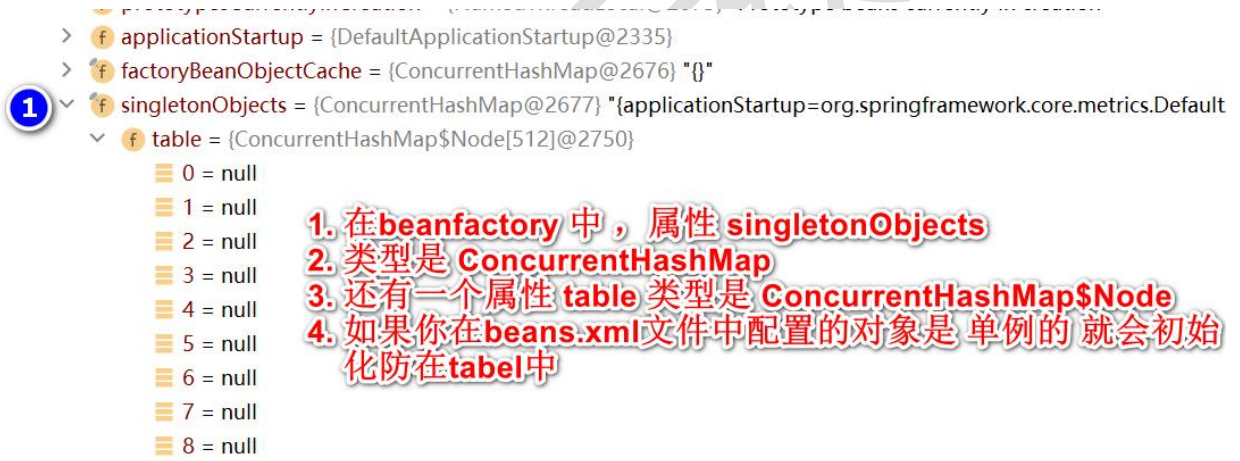 applicationStartup = {DefaultApplicationStartup@2335}
factoryBeanObjectCache = {ConcurrentHashMap@2676} "{}"
1
singletonObjects = {ConcurrentHashMap@2677} "{applicationStartup=org.springframework.core.metrics.Default
table = {ConcurrentHashMap$Node[512]@2750}
0 = null
1 = null
2 = null
3 = null
4 = null
5 = null
6 = null
7 = null
8 = null
1. 在beanfactory 中 ，属性 singletonObjects
2. 类型是 ConcurrentHashMap
3. 还有一个属性 table 类型是 ConcurrentHashMap$Node
4. 如果你在beans.xml文件中配置的对象是 单例的 就会初始
化防在tabel中